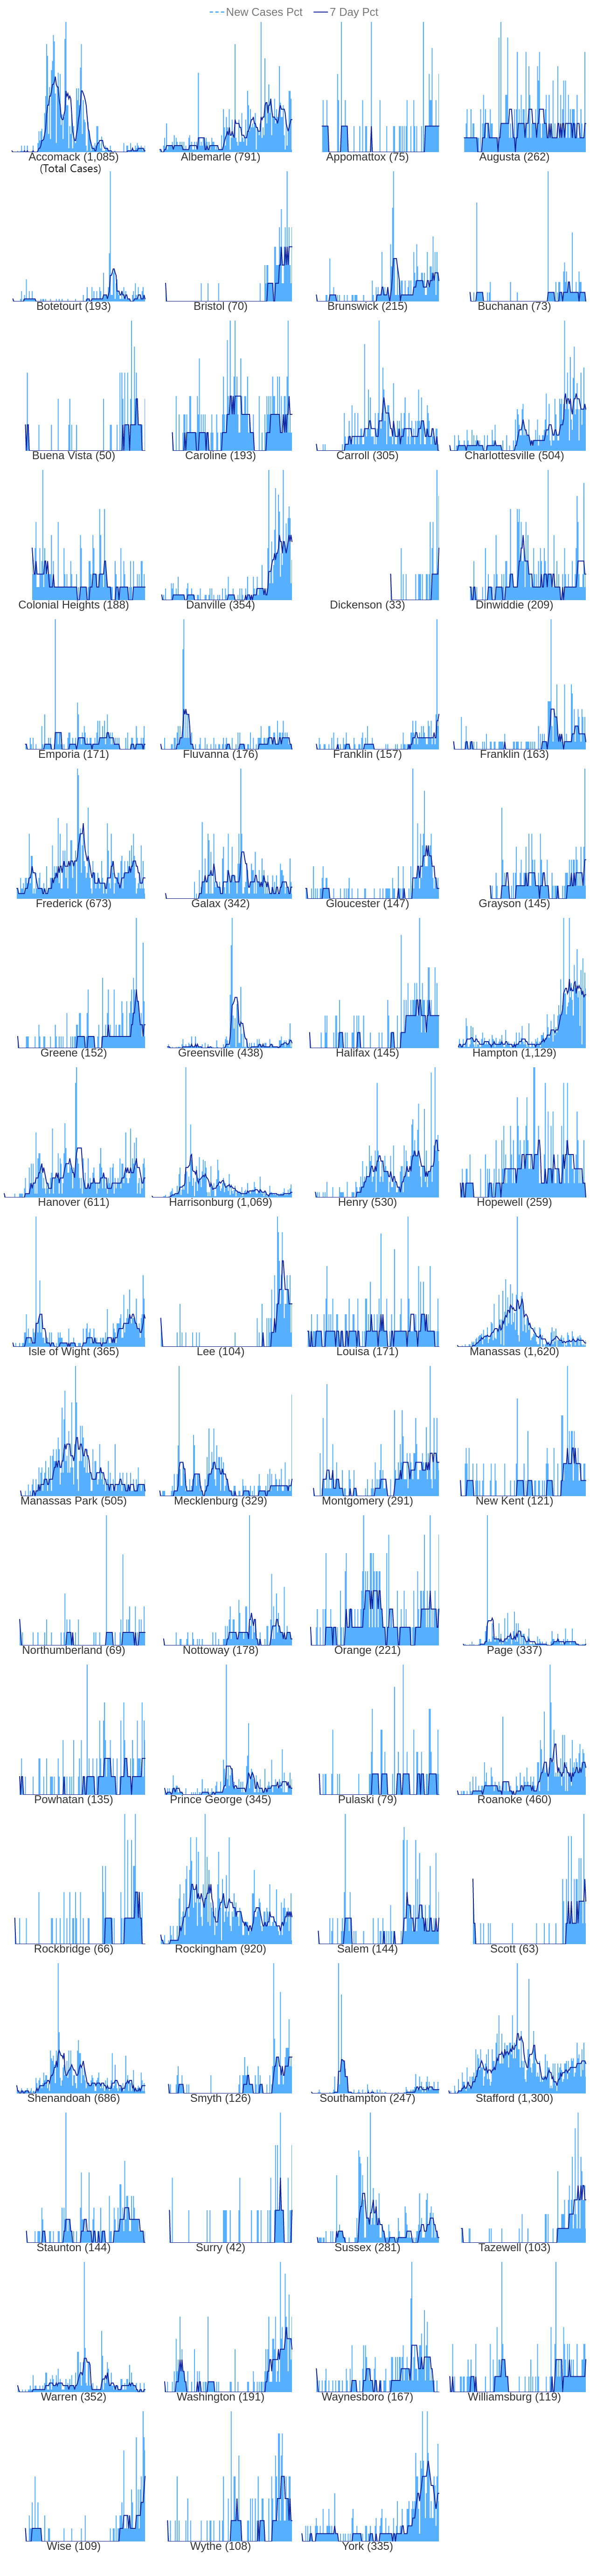 New Cases Pct 7 Day Pct
Accomack (1,085) Albemarle (791) Appomattox (75) Augusta (262)
(Total Cases)
Botetourt (193) Bristol (70) Brunswick (215) Buchanan (73)
Buena Vista (50) Caroline (193) Carroll (305) Charlottesville (504)
Colonial Heights (188) Danville (354) Dickenson (33) Dinwiddie (209)
Emporia (171) Fluvanna (176) Franklin (157) Franklin (163)
Frederick (673) Galax (342) Gloucester (147) Grayson (145)
Greene (152) Greensville (438) Halifax (145) Hampton (1,129)
Hanover (611) Harrisonburg (1,069) Henry (530) Hopewell (259)
Isle of Wight (365) Lee (104) Louisa (171) Manassas (1,620)
Manassas Park (505) Mecklenburg (329) Montgomery (291) New Kent (121)
Northumberland (69) Nottoway (178) Orange (221) Page (337)
Powhatan (135) Prince George (345) Pulaski (79) Roanoke (460)
Rockbridge (66) Rockingham (920) Salem (144) Scott (63)
Shenandoah (686) Smyth (126) Southampton (247) Stafford (1,300)
Staunton (144) Surry (42) Sussex (281) Tazewell (103)
Warren (352) Washington (191) Waynesboro (167) Williamsburg (119)
Wise (109) Wythe (108) York (335)